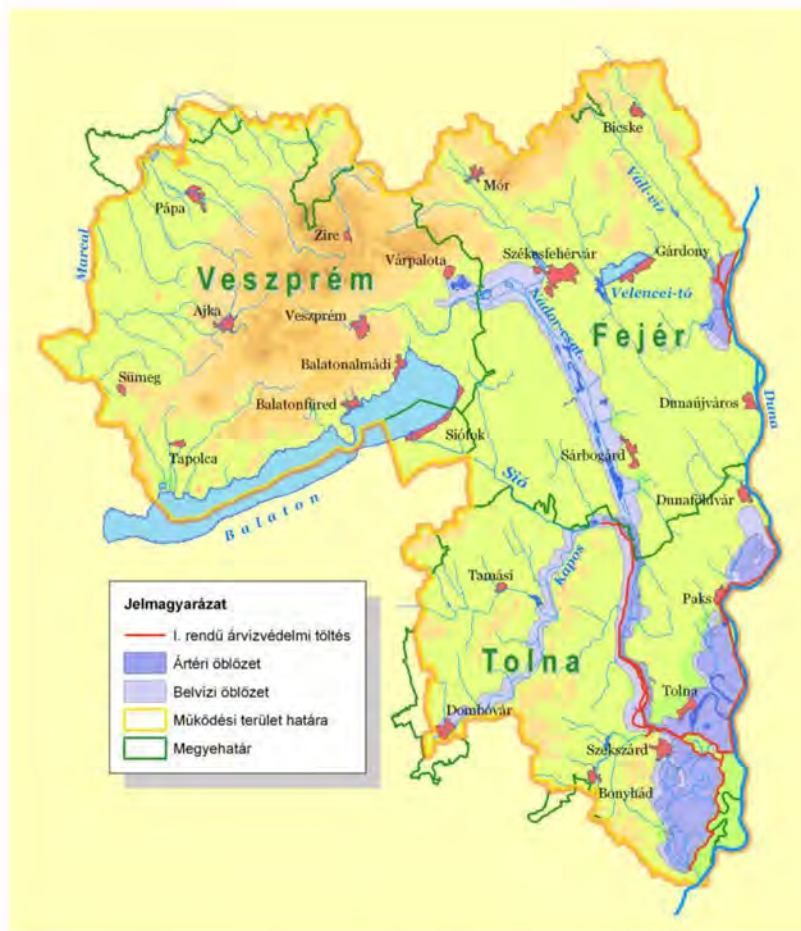 Bicske
Váli-víz
Mór
Pápa
Marcal
Zirc
Várpalota
Székesfehérvár
Gárdony
Veszprém
Velencei-tó
Nádor-csat.
Fejér
Ajka
Veszprém
Balatonalmádi
Sümeg
Balatonfüred
Dunaújváros
Duna
Siófok
Tapolca
Sárbogárd
Sió
Dunaföldvár
Balaton
Kapos
Tamási
Paks
Jelmagyarázat
I. rendű árvízvédelmi töltés
Ártéri öblözet
Belvízi öblözet
Működési terület határa
Megyehatár
Tolna
Tolna
Dombóvár
Szekszárd
Bonyhád